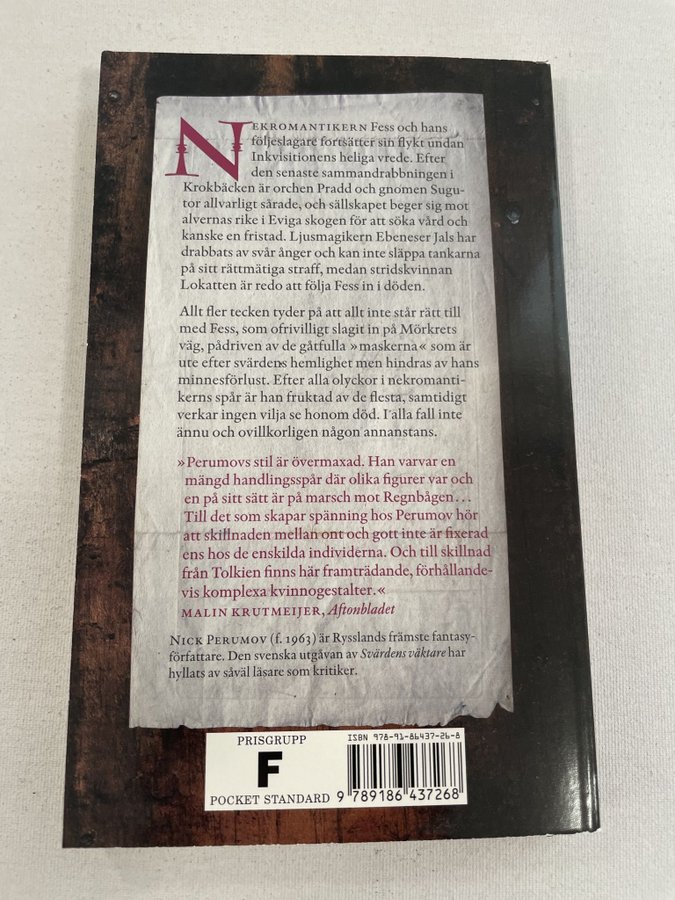 NEKROMANTIKERN Fess och hans
följeslagare fortsätter sin flykt undan
Inkvisitionens heliga vrede. Efter
den senaste sammandrabbningen i
Krokbäcken är orchen Pradd och gnomen Sugu-
tor allvarligt sårade, och sällskapet beger sig mot
alvernas rike i Eviga skogen för att söka vård och
kanske en fristad. Ljusmagikern Ebeneser Jals har
drabbats av svår ånger och kan inte släppa tankarna
på sitt rättmätiga straff, medan stridskvinnan
Lokatten är redo att följa Fess in i döden.
Allt fler tecken tyder på att allt inte står rätt till
med Fess, som ofrivilligt slagit in på Mörkrets
väg, pådriven av de gåtfulla »maskerna« som är
ute efter svärdens hemlighet men hindras av hans
minnesförlust. Efter alla olyckor i nekromanti-
kerns spår är han fruktad av de flesta, samtidigt
verkar ingen vilja se honom död. I alla fall inte
ännu och ovillkorligen någon annanstans.
»Perumovs stil är övermaxad. Han varvar en
mängd handlingsspår där olika figurer var och
en på sitt sätt är på marsch mot Regnbågen…
Till det som skapar spänning hos Perumov hör
att skillnaden mellan ont och gott inte är fixerad
ens hos de enskilda individerna. Och till skillnad
från Tolkien finns här framträdande, förhållande-
vis komplexa kvinnogestalter.«
MALIN KRUTMEIJER, Aftonbladet
NICK PERUMOV (f. 1963) är Rysslands främste fantasy-
författare. Den svenska utgåvan av Svärdens väktare har
hyllats av såväl läsare som kritiker.
PRISGRUPP
F
POCKET STANDARD
ISBN 978-91-86437-26-8
9 789186 437268